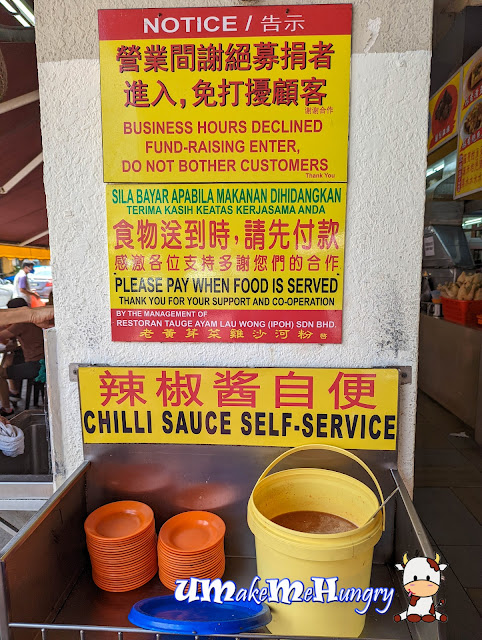 NOTICE / 告示
營業間謝絕募捐者
進入，免打擾顧客
谢谢合作
BUSINESS HOURS DECLINED
FUND-RAISING ENTER,
DO NOT BOTHER CUSTOMERS
Thank You
SILA BAYAR APABILA MAKANAN DIHIDANGKAN
TERIMA KASIH KEATAS KERJASAMA ANDA
食物送到時，請先付款
感激各位支持多謝您們的合作
PLEASE PAY WHEN FOOD IS SERVED
THANK YOU FOR YOUR SUPPORT AND CO-OPERATION
BY THE MANAGEMENT OF
RESTORAN TAUGE AYAM LAU WONG (IPOH) SDN BHD.
老黃芽菜雞沙河粉 啓
辣椒酱自便
CHILLI SAUCE SELF-SERVICE
UMakeMeHungry